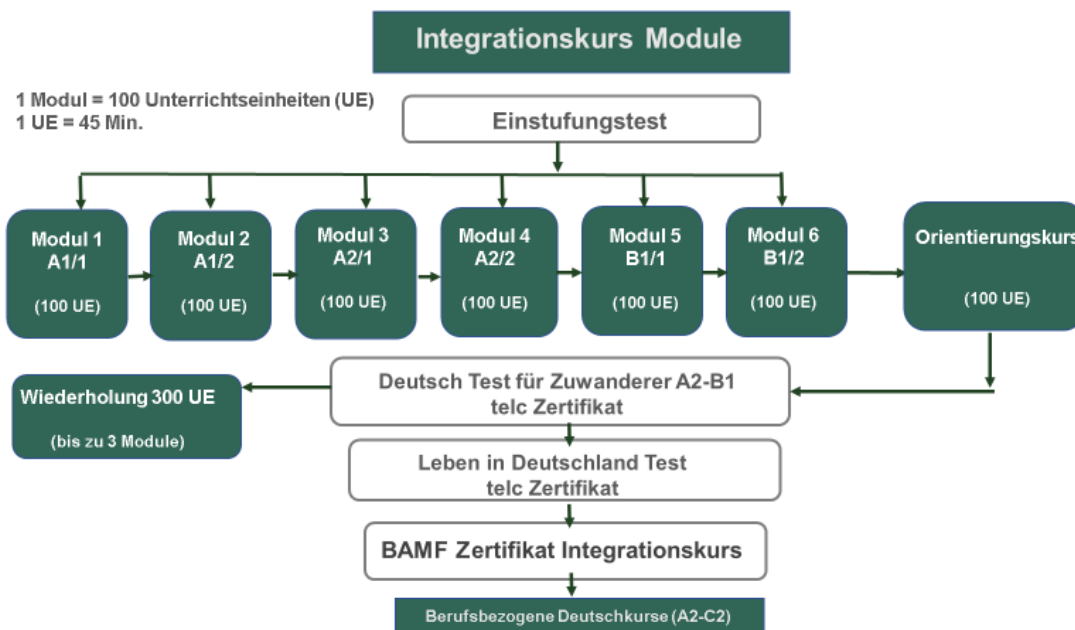 Integrationskurs Module
1 Modul = 100 Unterrichtseinheiten (UE)
1 UE = 45 Min.
Einstufungstest
Modul 1
A1/1
(100 UE)
Modul 2
A1/2
(100 UE)
Modul 3
A2/1
(100 UE)
Modul 4
A2/2
(100 UE)
Modul 5
B1/1
(100 UE)
Modul 6
B1/2
(100 UE)
Orientierungskurs
(100 UE)
Wiederholung 300 UE
(bis zu 3 Module)
Deutsch Test für Zuwanderer A2-B1
telc Zertifikat
Leben in Deutschland Test
telc Zertifikat
BAMF Zertifikat Integrationskurs
Berufsbezogene Deutschkurse (A2-C2)